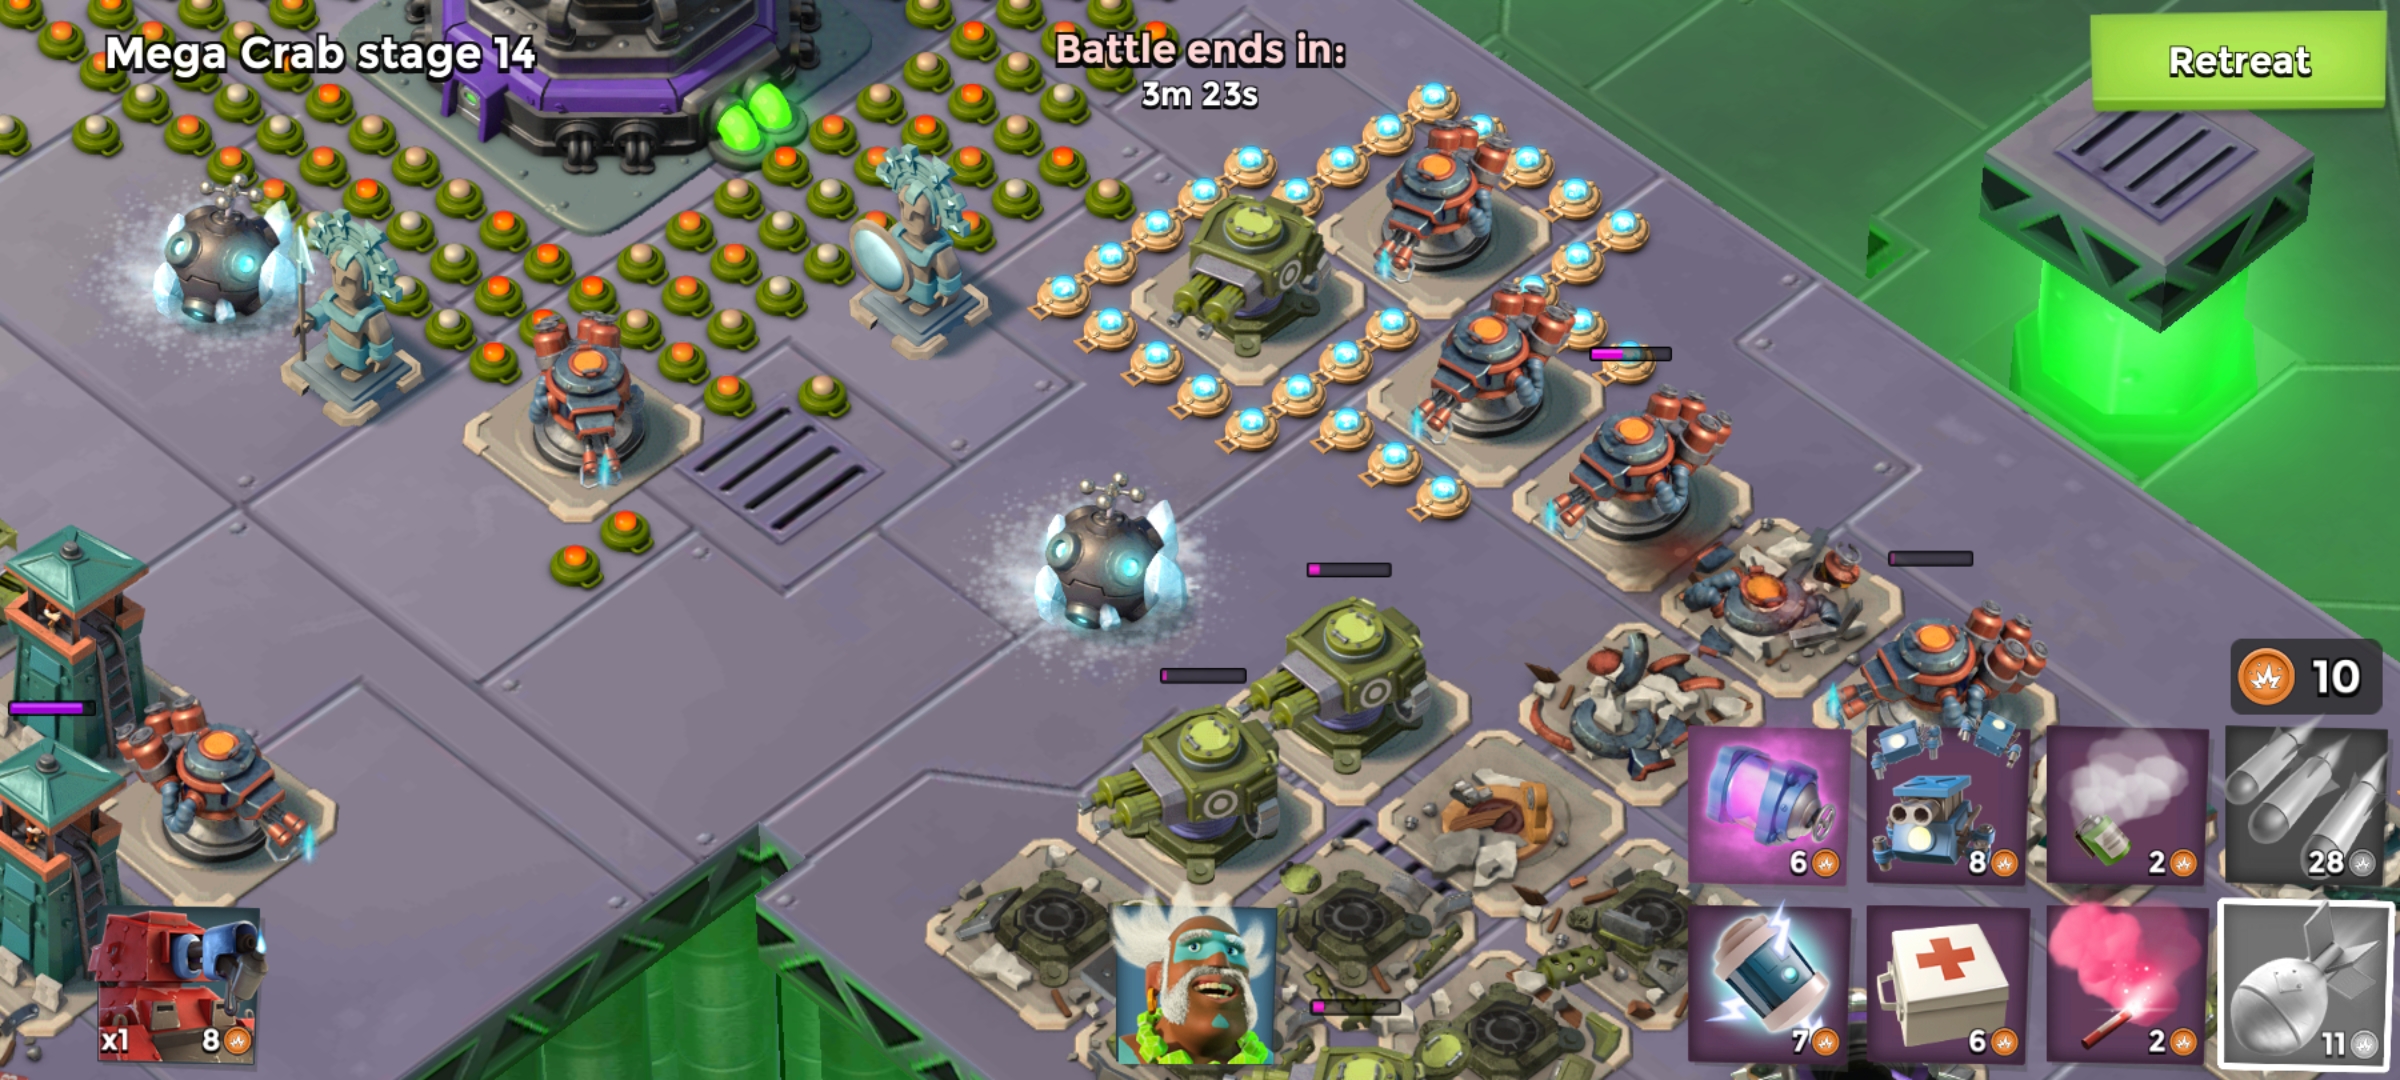 Mega Crab stage 14
Battle ends in:
3m 23s
Retreat
10
6
8
2
28
x1
8
7
6
2
11